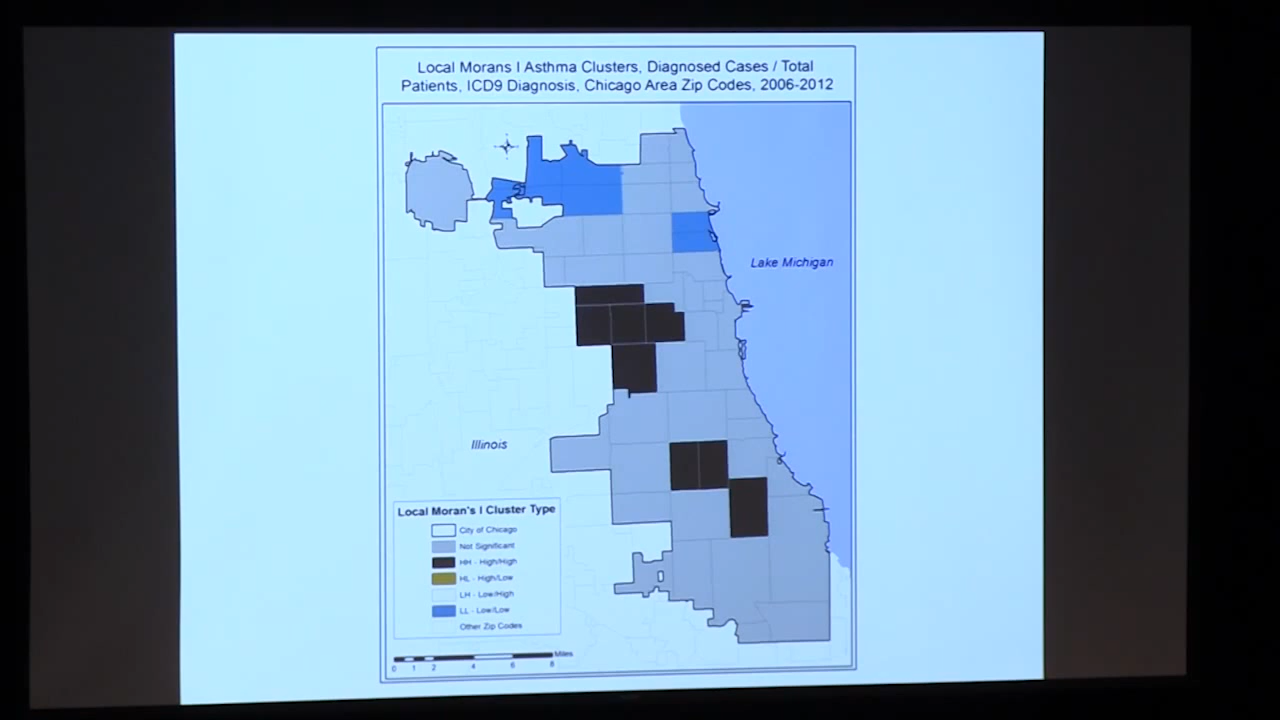 Local Morans I Asthma Clusters, Diagnosed Cases / Total
Patients, ICD9 Diagnosis, Chicago Area Zip Codes, 2006-2012
Lake Michigan
Illinois
Local Moran's I Cluster Type
City of Chicago
Not Significant
HH - High/High
HL - High/Low
LH - Low/High
LL - Low/Low
Other Zip Codes
Miles
0 1 2 4 6 8